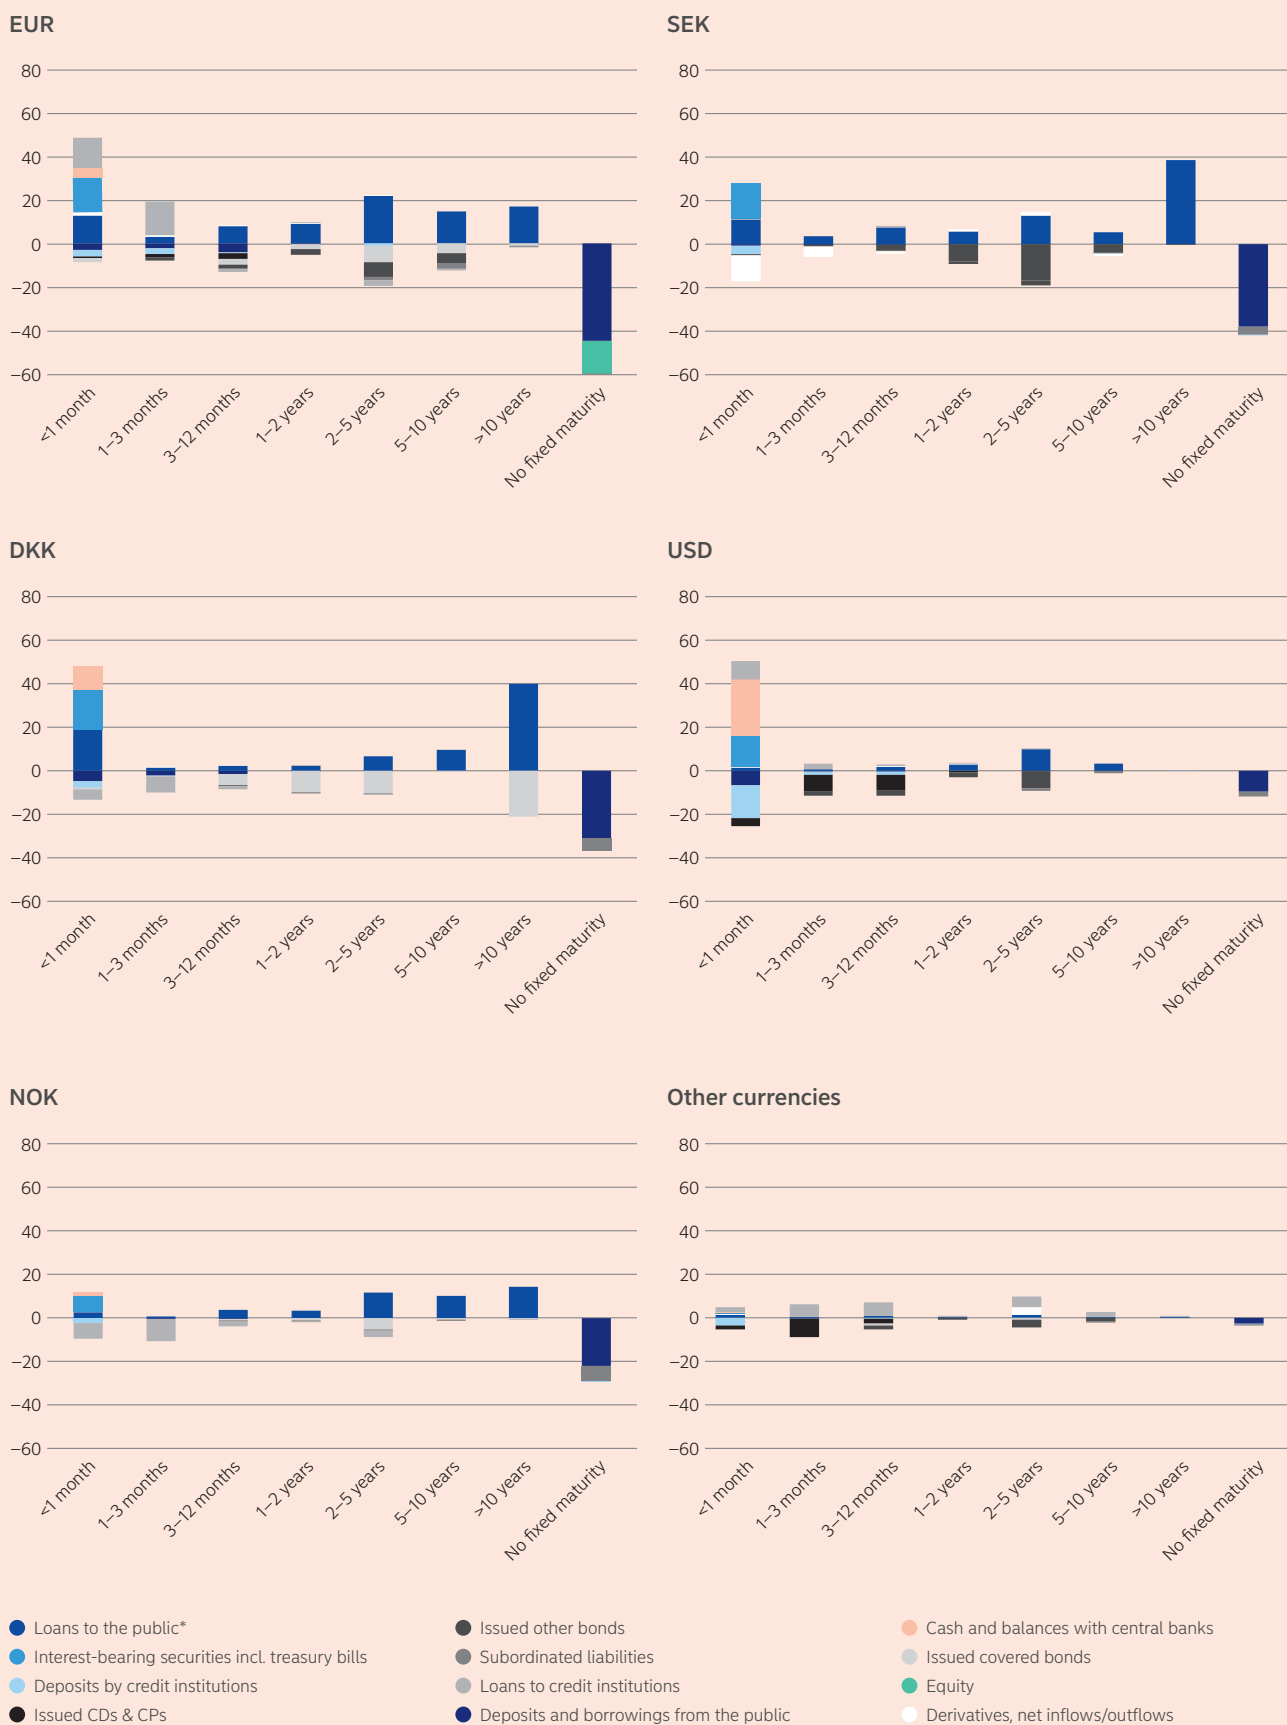 EUR
80
60
40
20
0
–20
–40
–60
<1 month
1–3 months
3–12 months
1–2 years
2–5 years
5–10 years
>10 years
No fixed maturity
SEK
80
60
40
20
0
–20
–40
–60
<1 month
1–3 months
3–12 months
1–2 years
2–5 years
5–10 years
>10 years
No fixed maturity
DKK
80
60
40
20
0
–20
–40
–60
<1 month
1–3 months
3–12 months
1–2 years
2–5 years
5–10 years
>10 years
No fixed maturity
USD
80
60
40
20
0
–20
–40
–60
<1 month
1–3 months
3–12 months
1–2 years
2–5 years
5–10 years
>10 years
No fixed maturity
NOK
80
60
40
20
0
–20
–40
–60
<1 month
1–3 months
3–12 months
1–2 years
2–5 years
5–10 years
>10 years
No fixed maturity
Other currencies
80
60
40
20
0
–20
–40
–60
<1 month
1–3 months
3–12 months
1–2 years
2–5 years
5–10 years
>10 years
No fixed maturity
Loans to the public*
Interest-bearing securities incl. treasury bills
Deposits by credit institutions
Issued CDs & CPs
Issued other bonds
Subordinated liabilities
Loans to credit institutions
Deposits and borrowings from the public
Cash and balances with central banks
Issued covered bonds
Equity
Derivatives, net inflows/outflows